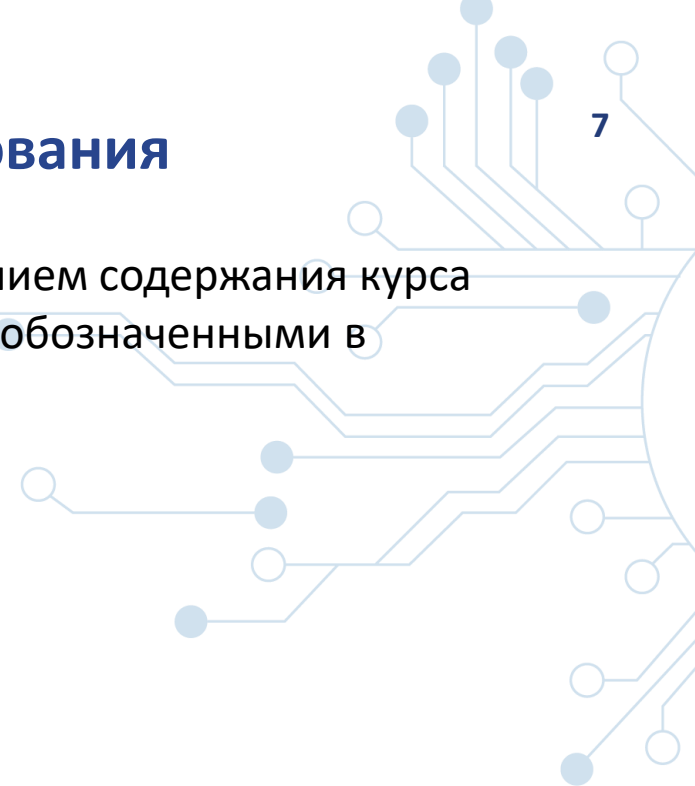 7
ования
нием содержания курса
обозначенными в